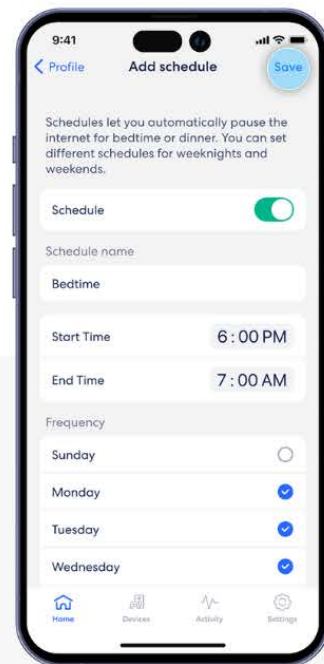 9:41
Profile
Add schedule
Save
Schedules let you automatically pause the
internet for bedtime or dinner. You can set
different schedules for weeknights and
weekends.
Schedule
Schedule name
Bedtime
Start Time 6:00 PM
End Time 7:00 AM
Frequency
Sunday
Monday
Tuesday
Wednesday
Home Devices Activity Settings